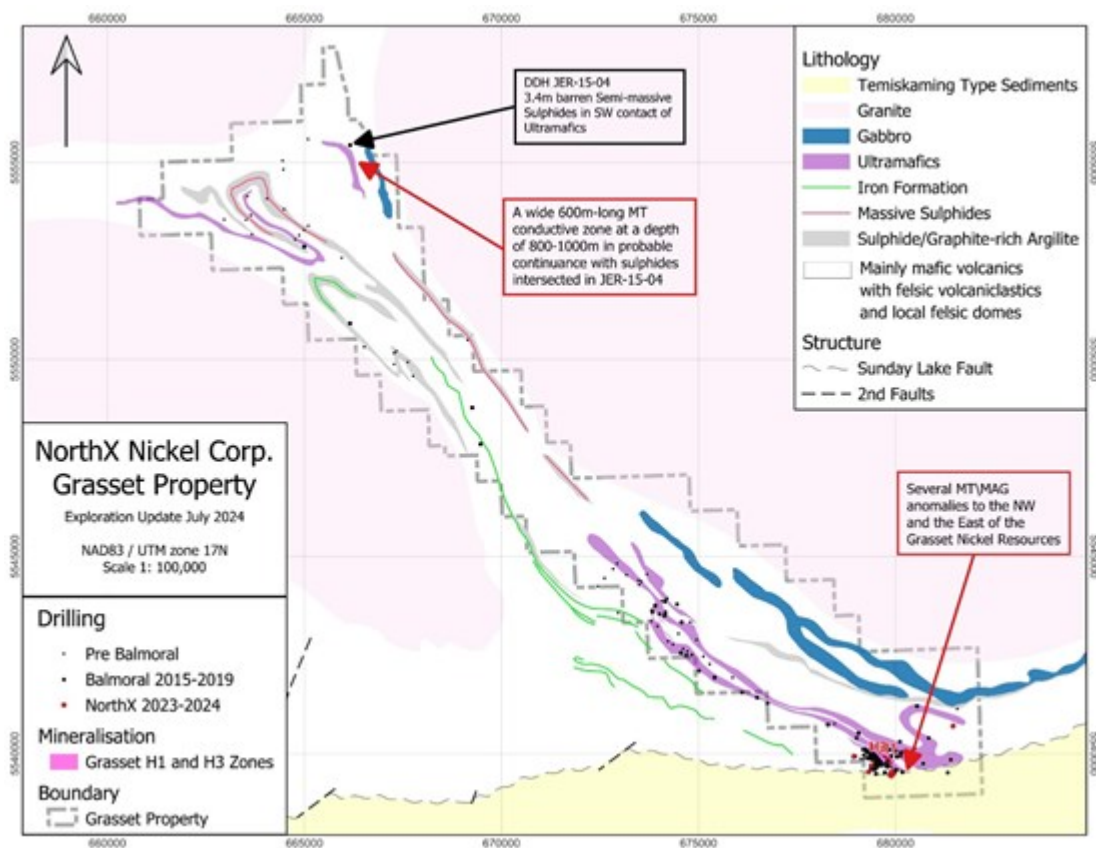 660000
665000
670000
675000
680000
DDH JER-15-04
3.4m barren Semi-massive
Sulphides in SW contact of
Ultramafics
A wide 600m-long MT
conductive zone at a depth
of 800-1000m in probable
continuance with sulphides
intersected in JER-15-04
Lithology
Temiskaming Type Sediments
Granite
Gabbro
Ultramafics
Iron Formation
Massive Sulphides
Sulphide/Graphite-rich Argilite
Mainly mafic volcanics
with felsic volcaniclastics
and local felsic domes
Structure
Sunday Lake Fault
2nd Faults
5555000
5555000
5550000
5550000
5545000
5545000
5540000
5540000
NorthX Nickel Corp.
Grasset Property
Exploration Update July 2024
NAD83 / UTM zone 17N
Scale 1: 100,000
Several MT\MAG
anomalies to the NW
and the East of the
Grasset Nickel Resources
Drilling
Pre Balmoral
Balmoral 2015-2019
NorthX 2023-2024
Mineralisation
Grasset H1 and H3 Zones
Boundary
Grasset Property
H3
660000
665000
670000
675000
680000